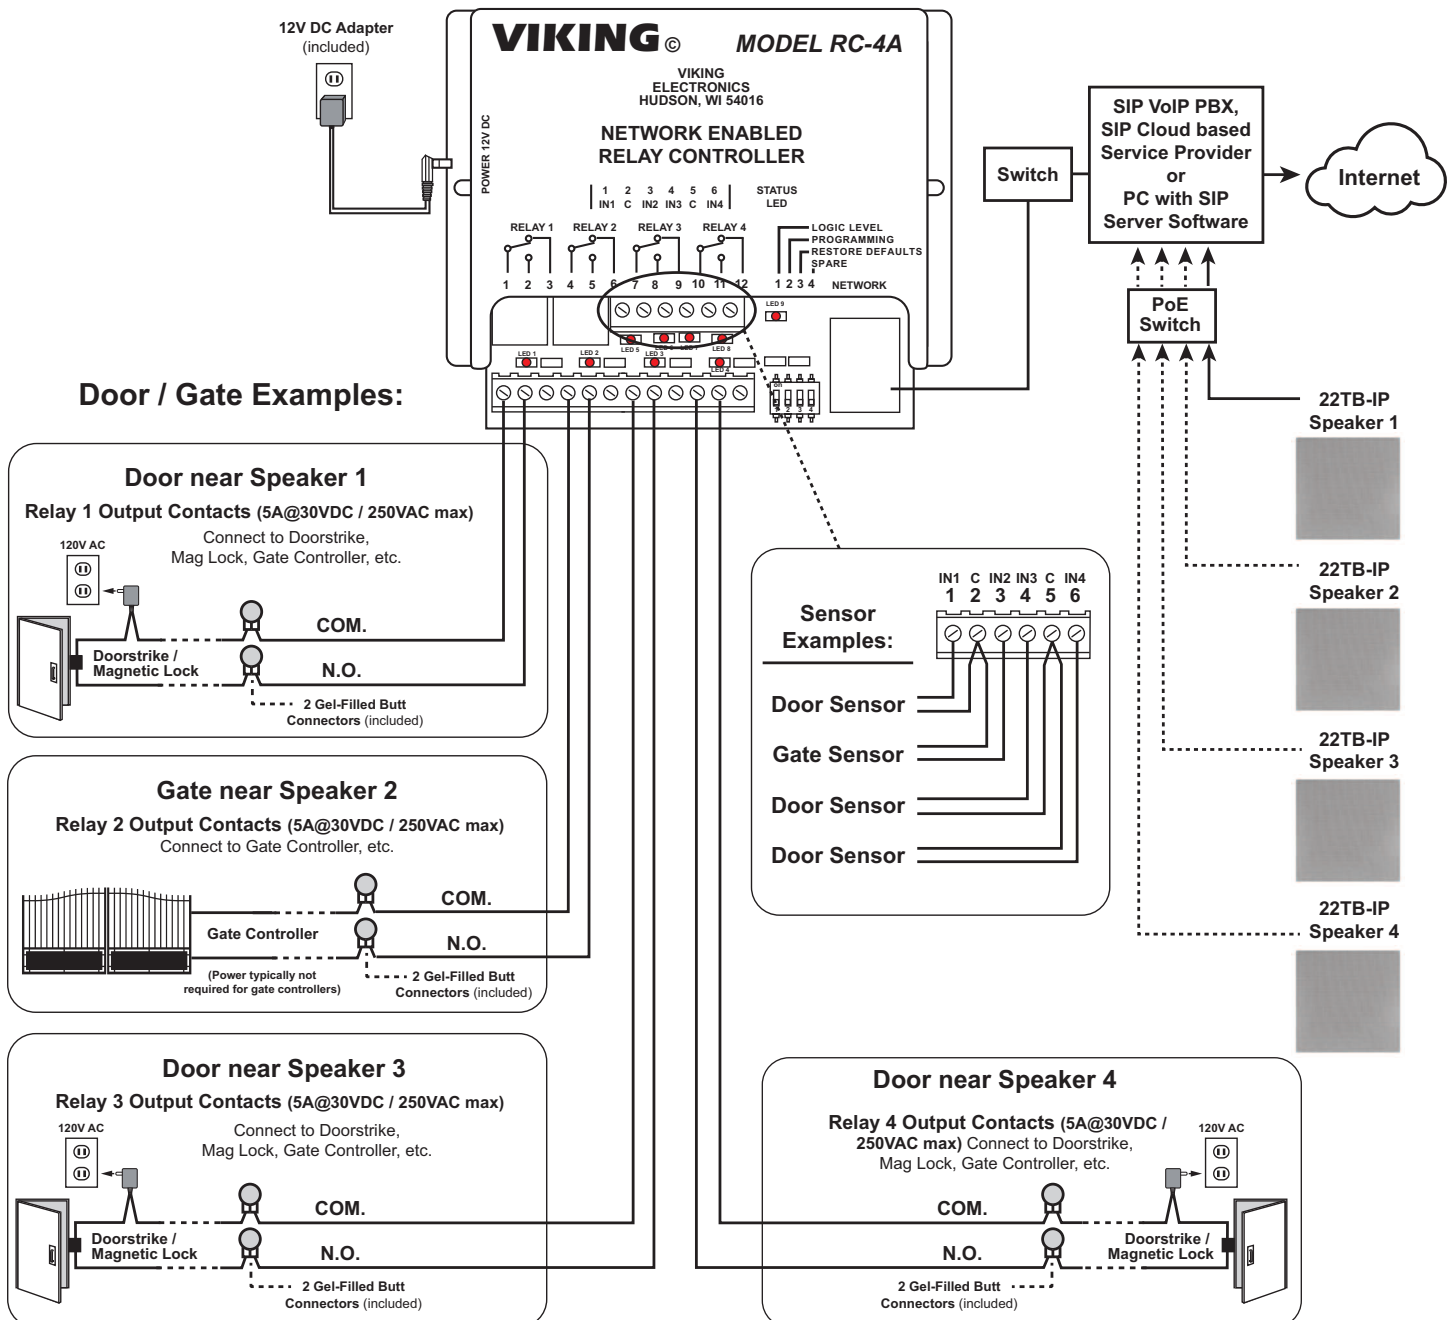 12V DC Adapter
(included)
VIKING © MODEL RC-4A
VIKING
ELECTRONICS
HUDSON, WI 54016
NETWORK ENABLED
RELAY CONTROLLER
POWER 12V DC
1 2 3 4 5 6
IN1 C IN2 IN3 C IN4
STATUS
LED
RELAY 1 RELAY 2 RELAY 3 RELAY 4
LOGIC LEVEL
PROGRAMMING
RESTORE DEFAULTS
SPARE
1 2 3 4 5 6 7 8 9 10 11 12 1 2 3 4 NETWORK
LED 9
LED 5 LED 6 LED 7 LED 8
LED 1 LED 2 LED 3 LED 4
on
1 2 3 4
Switch
SIP VoIP PBX,
SIP Cloud based
Service Provider
or
PC with SIP
Server Software
Internet
PoE
Switch
22TB-IP
Speaker 1
22TB-IP
Speaker 2
22TB-IP
Speaker 3
22TB-IP
Speaker 4
Door / Gate Examples:
Door near Speaker 1
Relay 1 Output Contacts (5A@30VDC / 250VAC max)
Connect to Doorstrike,
Mag Lock, Gate Controller, etc.
120V AC
COM.
Doorstrike /
Magnetic Lock
N.O.
2 Gel-Filled Butt
Connectors (included)
Gate near Speaker 2
Relay 2 Output Contacts (5A@30VDC / 250VAC max)
Connect to Gate Controller, etc.
COM.
Gate Controller
N.O.
(Power typically not
required for gate controllers)
2 Gel-Filled Butt
Connectors (included)
Door near Speaker 3
Relay 3 Output Contacts (5A@30VDC / 250VAC max)
Connect to Doorstrike,
Mag Lock, Gate Controller, etc.
120V AC
COM.
Doorstrike /
Magnetic Lock
N.O.
2 Gel-Filled Butt
Connectors (included)
Sensor
Examples:
IN1 C IN2 IN3 C IN4
1 2 3 4 5 6
Door Sensor
Gate Sensor
Door Sensor
Door Sensor
Door near Speaker 4
Relay 4 Output Contacts (5A@30VDC /
250VAC max) Connect to Doorstrike,
Mag Lock, Gate Controller, etc.
120V AC
COM.
Doorstrike /
Magnetic Lock
N.O.
2 Gel-Filled Butt
Connectors (included)